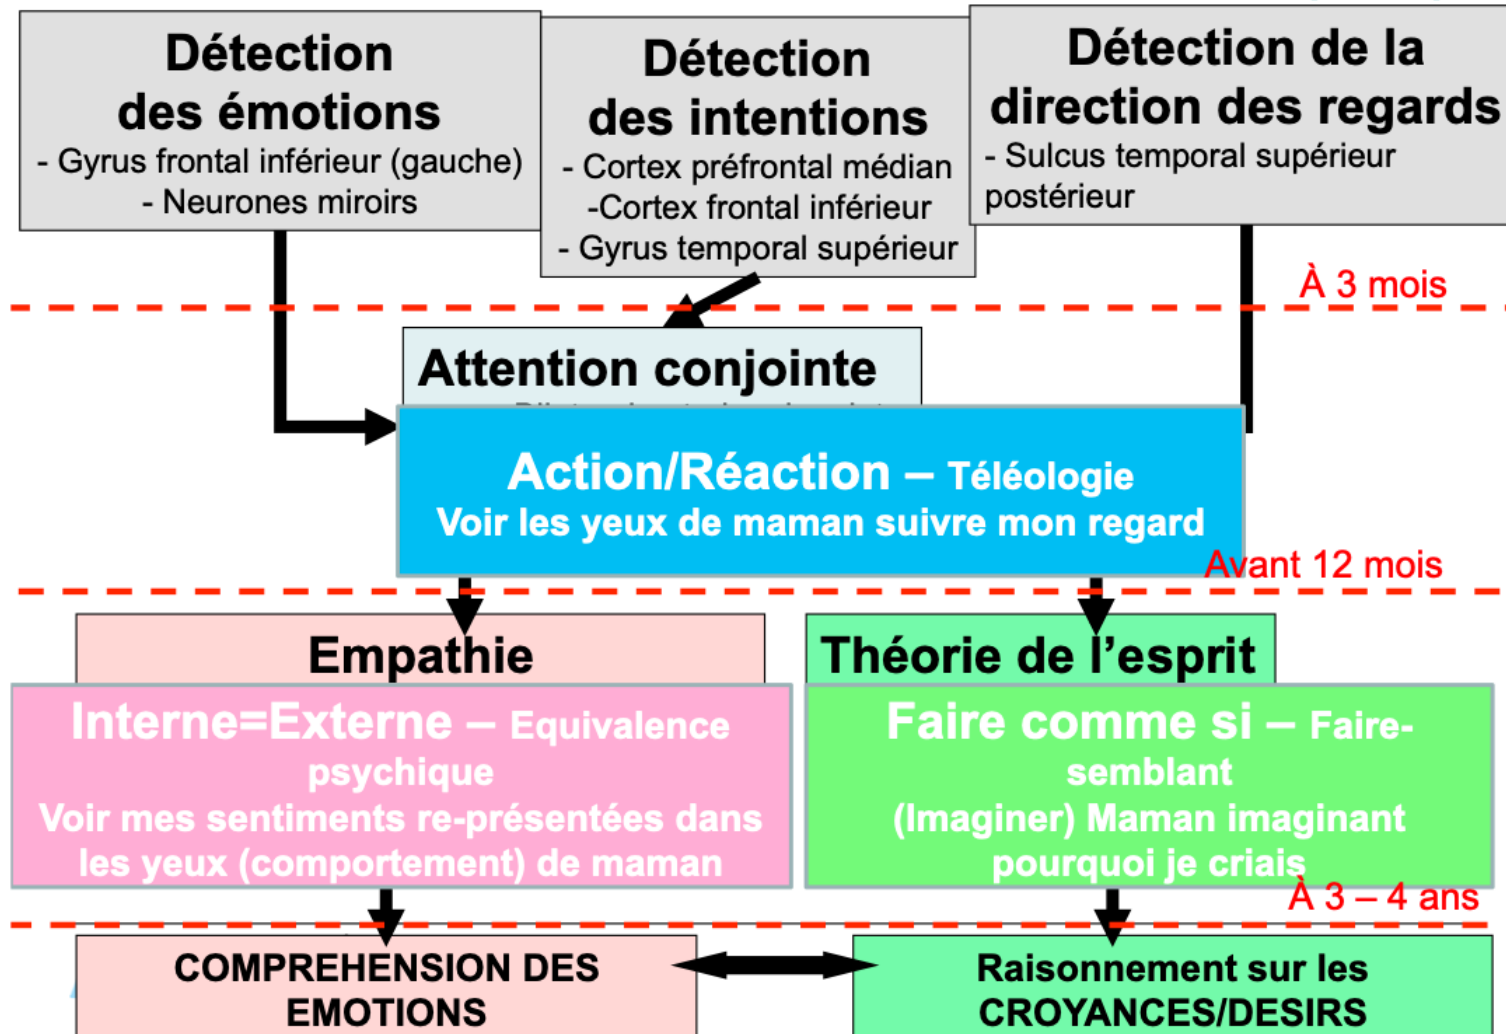 Détection
des émotions
- Gyrus frontal inférieur (gauche)
- Neurones miroirs
Détection
des intentions
- Cortex préfrontal médian
-Cortex frontal inférieur
- Gyrus temporal supérieur
Détection de la
direction des regards
- Sulcus temporal supérieur
postérieur
À 3 mois
Attention conjointe
Action/Réaction – Téléologie
Voir les yeux de maman suivre mon regard
Avant 12 mois
Empathie
Interne=Externe – Equivalence
psychique
Voir mes sentiments re-présentées dans
les yeux (comportement) de maman
Théorie de l’esprit
Faire comme si – Faire-
semblant
(Imaginer) Maman imaginant
pourquoi je criais
À 3 – 4 ans
COMPREHENSION DES
EMOTIONS
Raisonnement sur les
CROYANCES/DESIRS